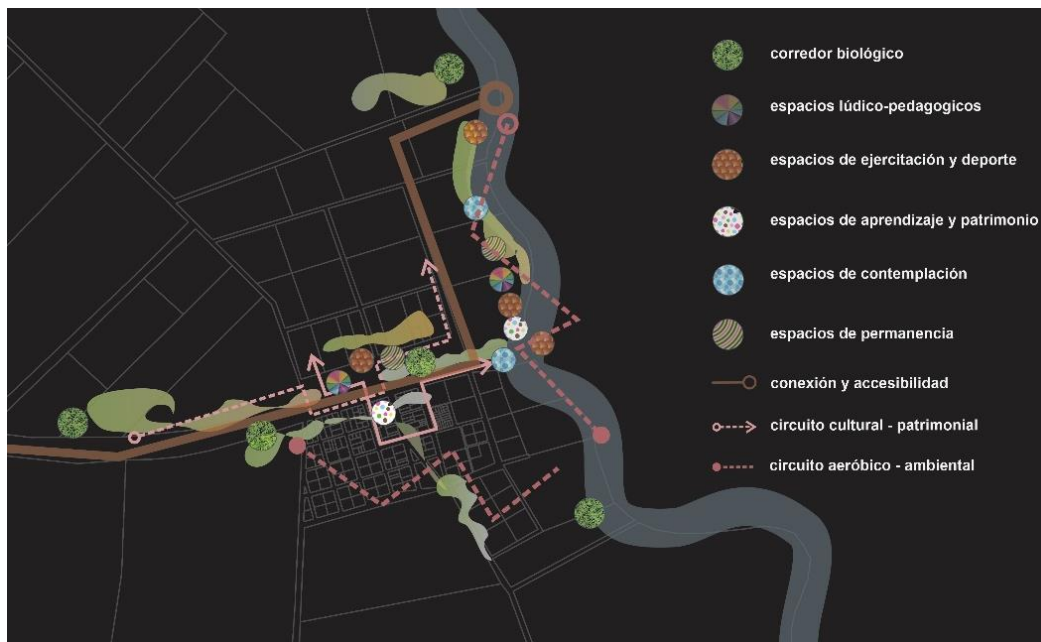 corredor biológico
espacios lúdico-pedagogicos
espacios de ejercitación y deporte
espacios de aprendizaje y patrimonio
espacios de contemplación
espacios de permanencia
conexión y accesibilidad
circuito cultural - patrimonial
circuito aeróbico - ambiental